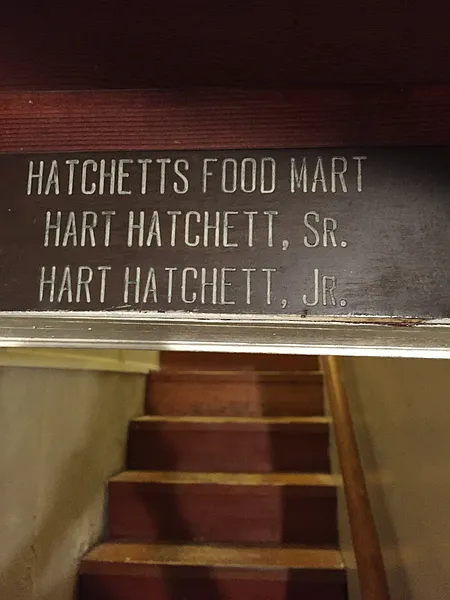 HATCHETTS FOOD MART
HART HATCHETT, SR.
HART HATCHETT, JR.